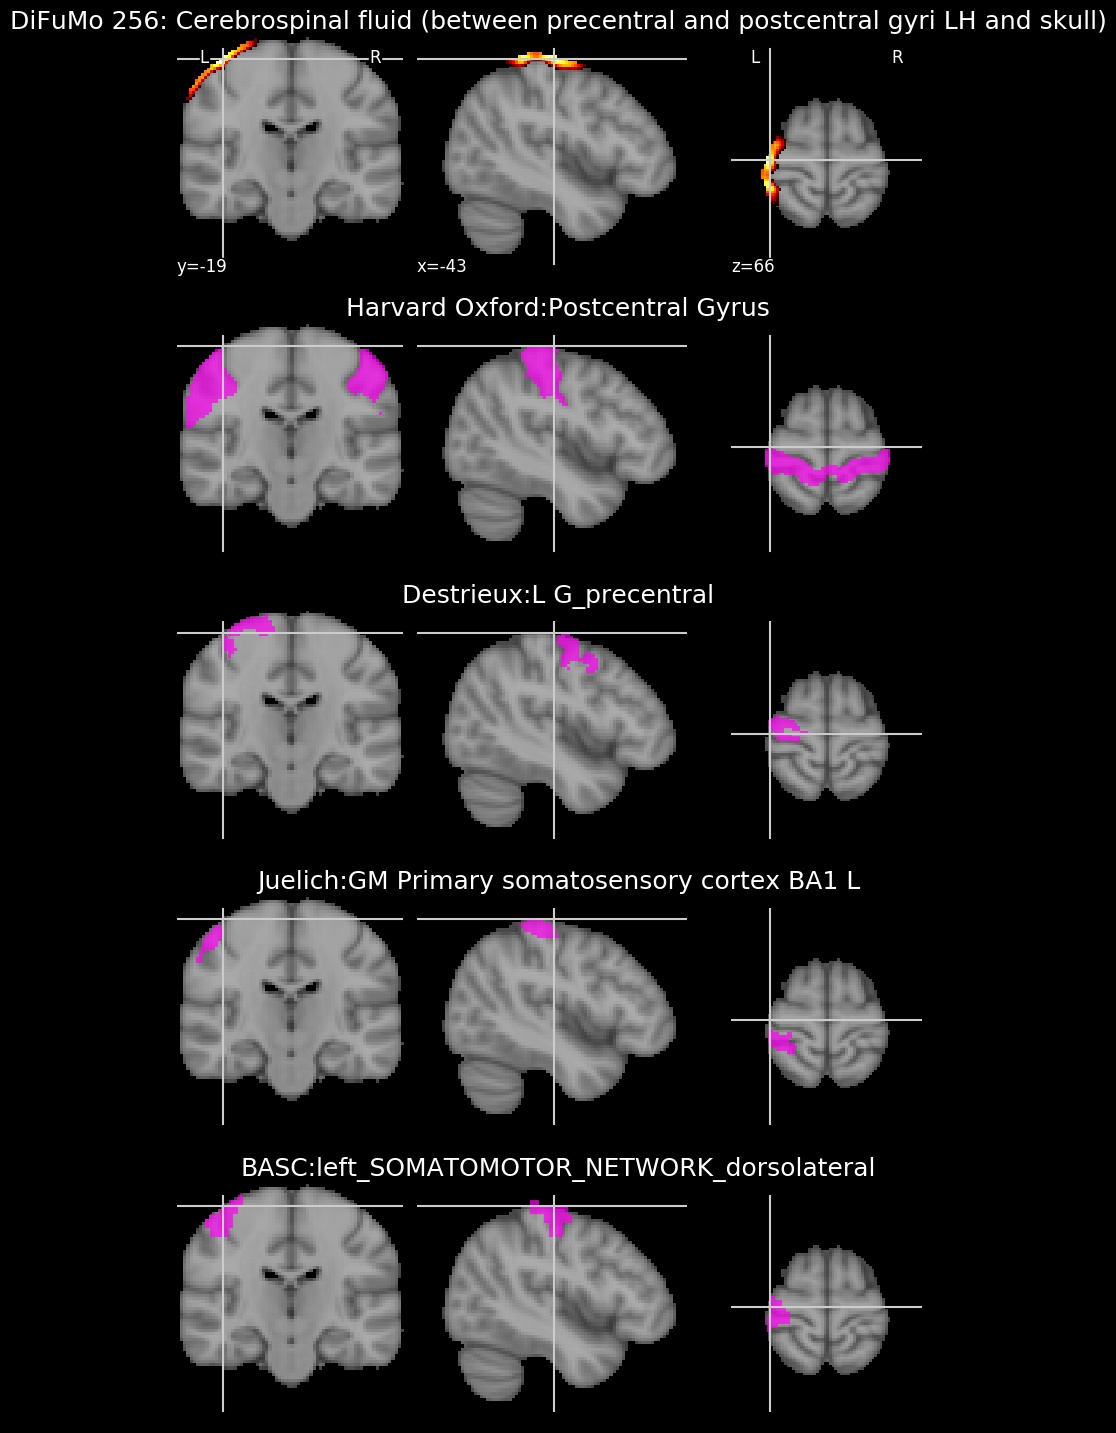 DiFuMo 256: Cerebrospinal fluid (between precentral and postcentral gyri LH and skull)
L R L R
y=-19 x=-43 z=66
Harvard Oxford:Postcentral Gyrus
Destrieux:L G_precentral
Juelich:GM Primary somatosensory cortex BA1 L
BASC:left_SOMATOMOTOR_NETWORK_dorsolateral